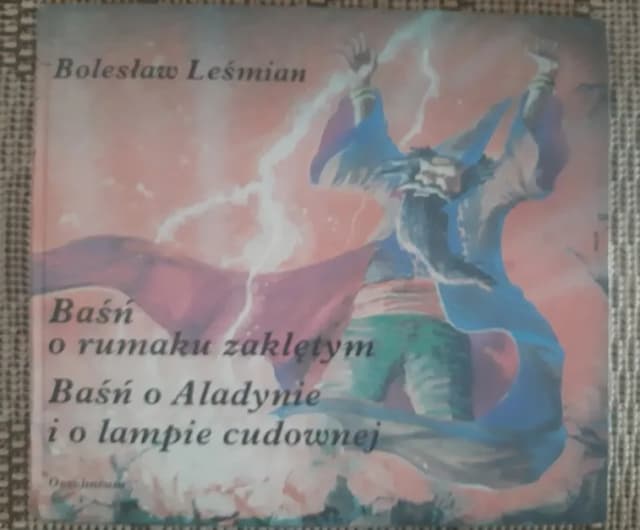 Bolesław Leśmian
Baśń
o rumaku zaklętym
Baśń o Aladynie
i o lampie cudownej